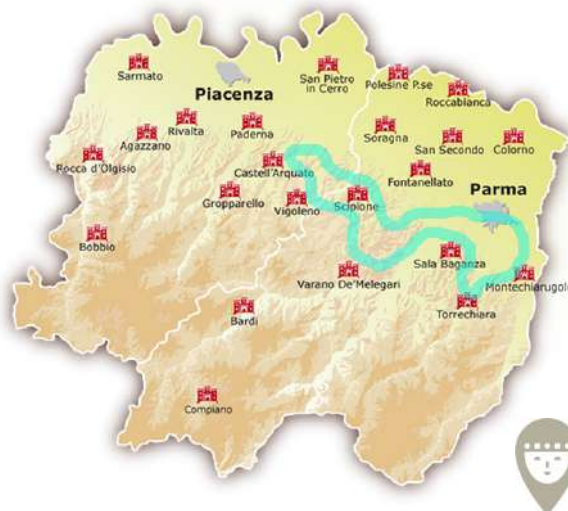 Sarmato
Piacenza
San Pietro
in Cerro
Polesine P.se
Roccabianca
Agazzano
Rivalta
Paderna
Soragna
San Secondo
Colorno
Rocca d'Olgisio
Castell'Arquato
Fontanellato
Gropparello
Vigoleno
Scipione
Parma
Bobbio
Sala Baganza
Varano De'Melegari
Montechiarugolo
Torrechiara
Bardi
Compiano